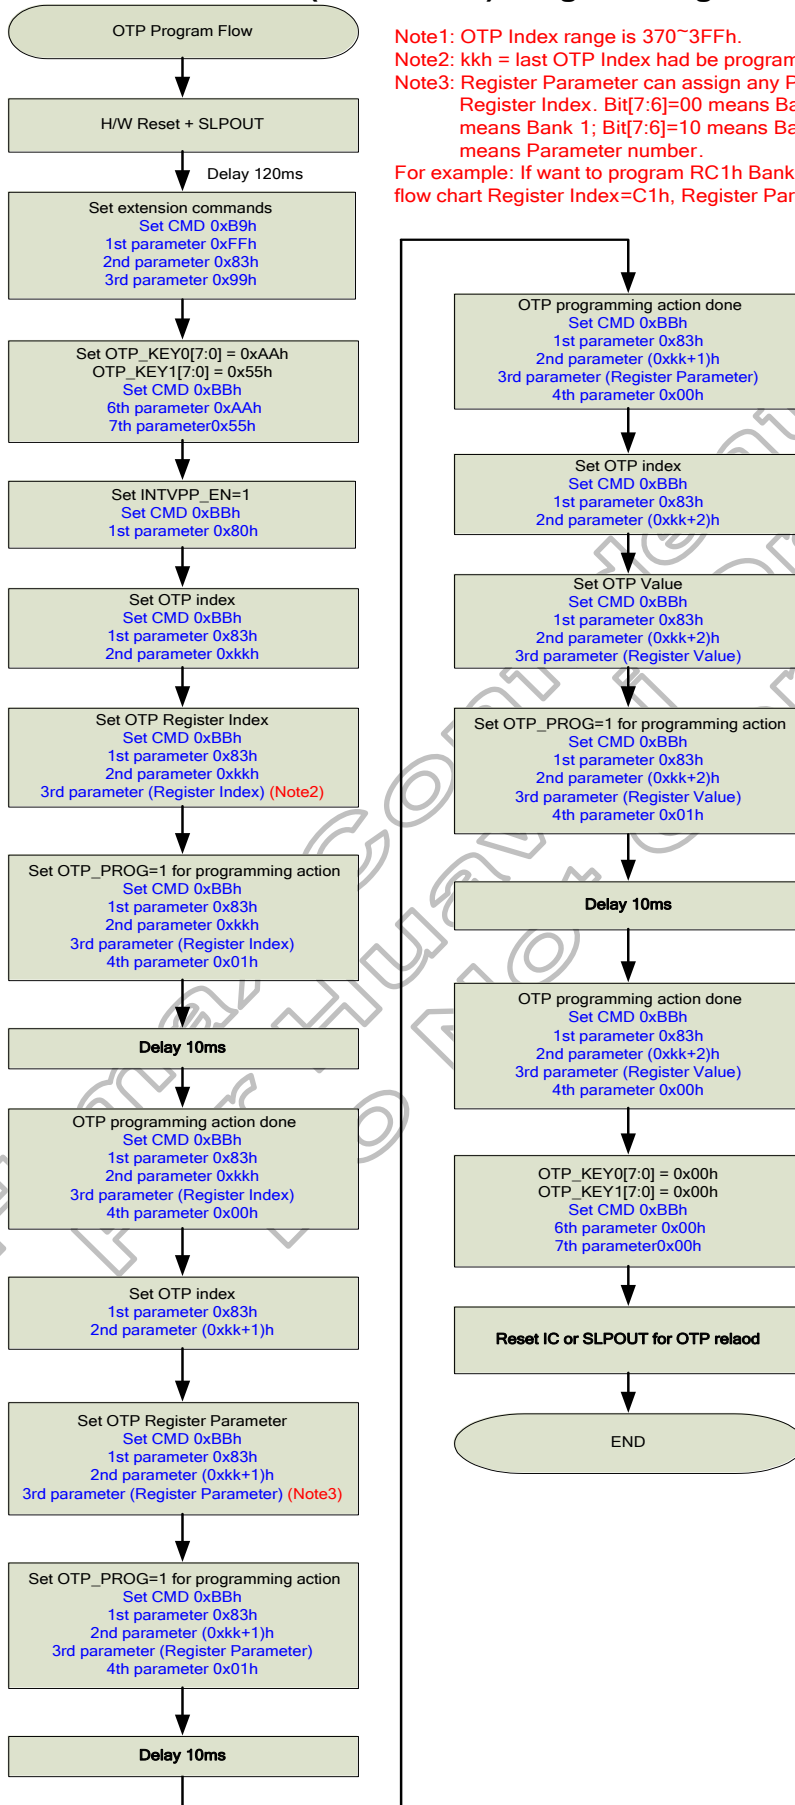 OTP Program Flow
H/W Reset + SLPOUT
Delay 120ms
Set extension commands
Set CMD 0xB9h
1st parameter 0xFFh
2nd parameter 0x83h
3rd parameter 0x99h
Set OTP_KEY0[7:0] = 0xAAh
OTP_KEY1[7:0] = 0x55h
Set CMD 0xBBh
6th parameter 0xAAh
7th parameter0x55h
Set INTVPP_EN=1
Set CMD 0xBBh
1st parameter 0x80h
Set OTP index
Set CMD 0xBBh
1st parameter 0x83h
2nd parameter 0xkkh
Set OTP Register Index
Set CMD 0xBBh
1st parameter 0x83h
2nd parameter 0xkkh
3rd parameter (Register Index) (Note2)
Set OTP_PROG=1 for programming action
Set CMD 0xBBh
1st parameter 0x83h
2nd parameter 0xkkh
3rd parameter (Register Index)
4th parameter 0x01h
Delay 10ms
OTP programming action done
Set CMD 0xBBh
1st parameter 0x83h
2nd parameter 0xkkh
3rd parameter (Register Index)
4th parameter 0x00h
Set OTP index
1st parameter 0x83h
2nd parameter (0xkk+1)h
Set OTP Register Parameter
Set CMD 0xBBh
1st parameter 0x83h
2nd parameter (0xkk+1)h
3rd parameter (Register Parameter) (Note3)
Set OTP_PROG=1 for programming action
Set CMD 0xBBh
1st parameter 0x83h
2nd parameter (0xkk+1)h
3rd parameter (Register Parameter)
4th parameter 0x01h
Delay 10ms
Note1: OTP Index range is 370~3FFh.
Note2: kkh = last OTP Index had be program
Note3: Register Parameter can assign any P
Register Index. Bit[7:6]=00 means Ba
means Bank 1; Bit[7:6]=10 means Ba
means Parameter number.
For example: If want to program RC1h Bank
flow chart Register Index=C1h, Register Par
OTP programming action done
Set CMD 0xBBh
1st parameter 0x83h
2nd parameter (0xkk+1)h
3rd parameter (Register Parameter)
4th parameter 0x00h
Set OTP index
Set CMD 0xBBh
1st parameter 0x83h
2nd parameter (0xkk+2)h
Set OTP Value
Set CMD 0xBBh
1st parameter 0x83h
2nd parameter (0xkk+2)h
3rd parameter (Register Value)
Set OTP_PROG=1 for programming action
Set CMD 0xBBh
1st parameter 0x83h
2nd parameter (0xkk+2)h
3rd parameter (Register Value)
4th parameter 0x01h
Delay 10ms
OTP programming action done
Set CMD 0xBBh
1st parameter 0x83h
2nd parameter (0xkk+2)h
3rd parameter (Register Value)
4th parameter 0x00h
OTP_KEY0[7:0] = 0x00h
OTP_KEY1[7:0] = 0x00h
Set CMD 0xBBh
6th parameter 0x00h
7th parameter0x00h
Reset IC or SLPOUT for OTP relaod
END